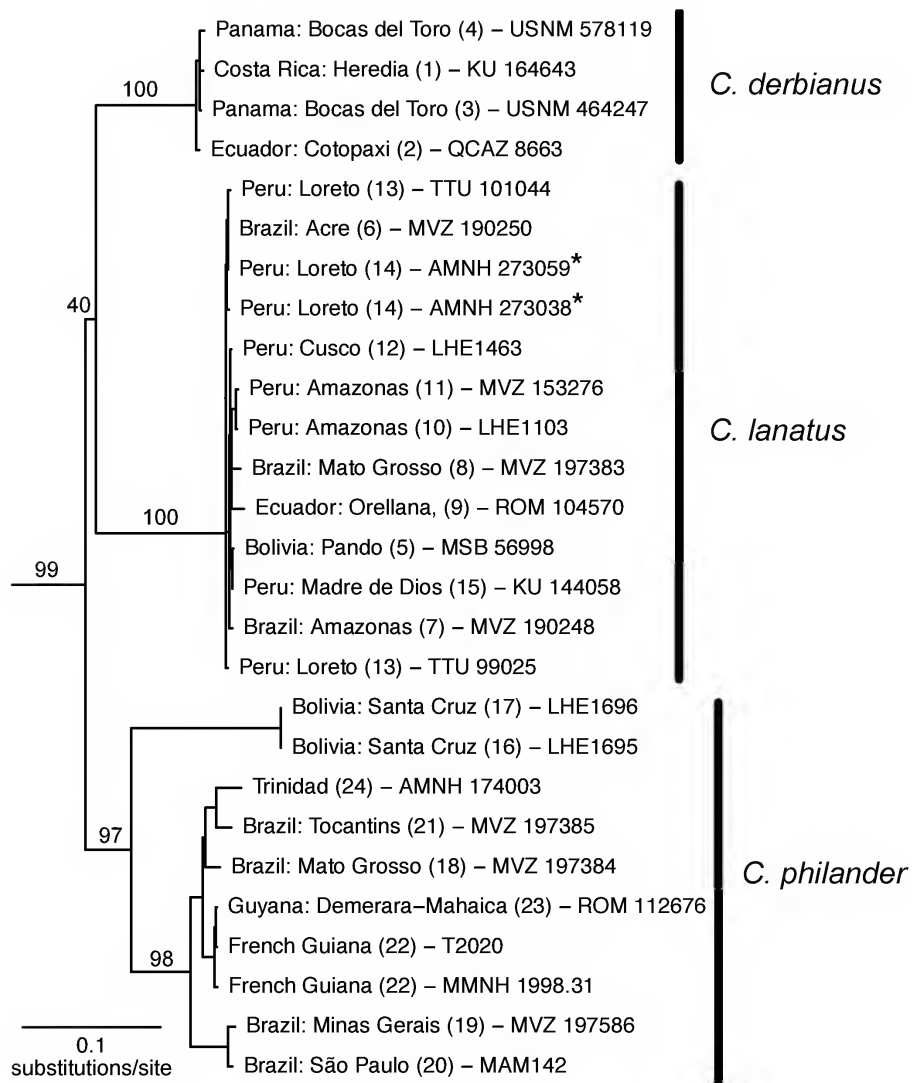 Panama: Bocas del Toro (4) – USNM 578119
Costa Rica: Heredia (1) – KU 164643
100
Panama: Bocas del Toro (3) – USNM 464247
Ecuador: Cotopaxi (2) – QCAZ 8663
C. derbianus
Peru: Loreto (13) – TTU 101044
Brazil: Acre (6) – MVZ 190250
Peru: Loreto (14) – AMNH 273059*
Peru: Loreto (14) – AMNH 273038*
40
Peru: Cusco (12) – LHE1463
Peru: Amazonas (11) – MVZ 153276
Peru: Amazonas (10) – LHE1103
C. lanatus
Brazil: Mato Grosso (8) – MVZ 197383
Ecuador: Orellana, (9) – ROM 104570
100
Bolivia: Pando (5) – MSB 56998
99
Peru: Madre de Dios (15) – KU 144058
Brazil: Amazonas (7) – MVZ 190248
Peru: Loreto (13) – TTU 99025
Bolivia: Santa Cruz (17) – LHE1696
Bolivia: Santa Cruz (16) – LHE1695
Trinidad (24) – AMNH 174003
Brazil: Tocantins (21) – MVZ 197385
97
Brazil: Mato Grosso (18) – MVZ 197384
C. philander
Guyana: Demerara–Mahaica (23) – ROM 112676
French Guiana (22) – T2020
98
French Guiana (22) – MMNH 1998.31
Brazil: Minas Gerais (19) – MVZ 197586
Brazil: São Paulo (20) – MAM142
0.1
substitutions/site